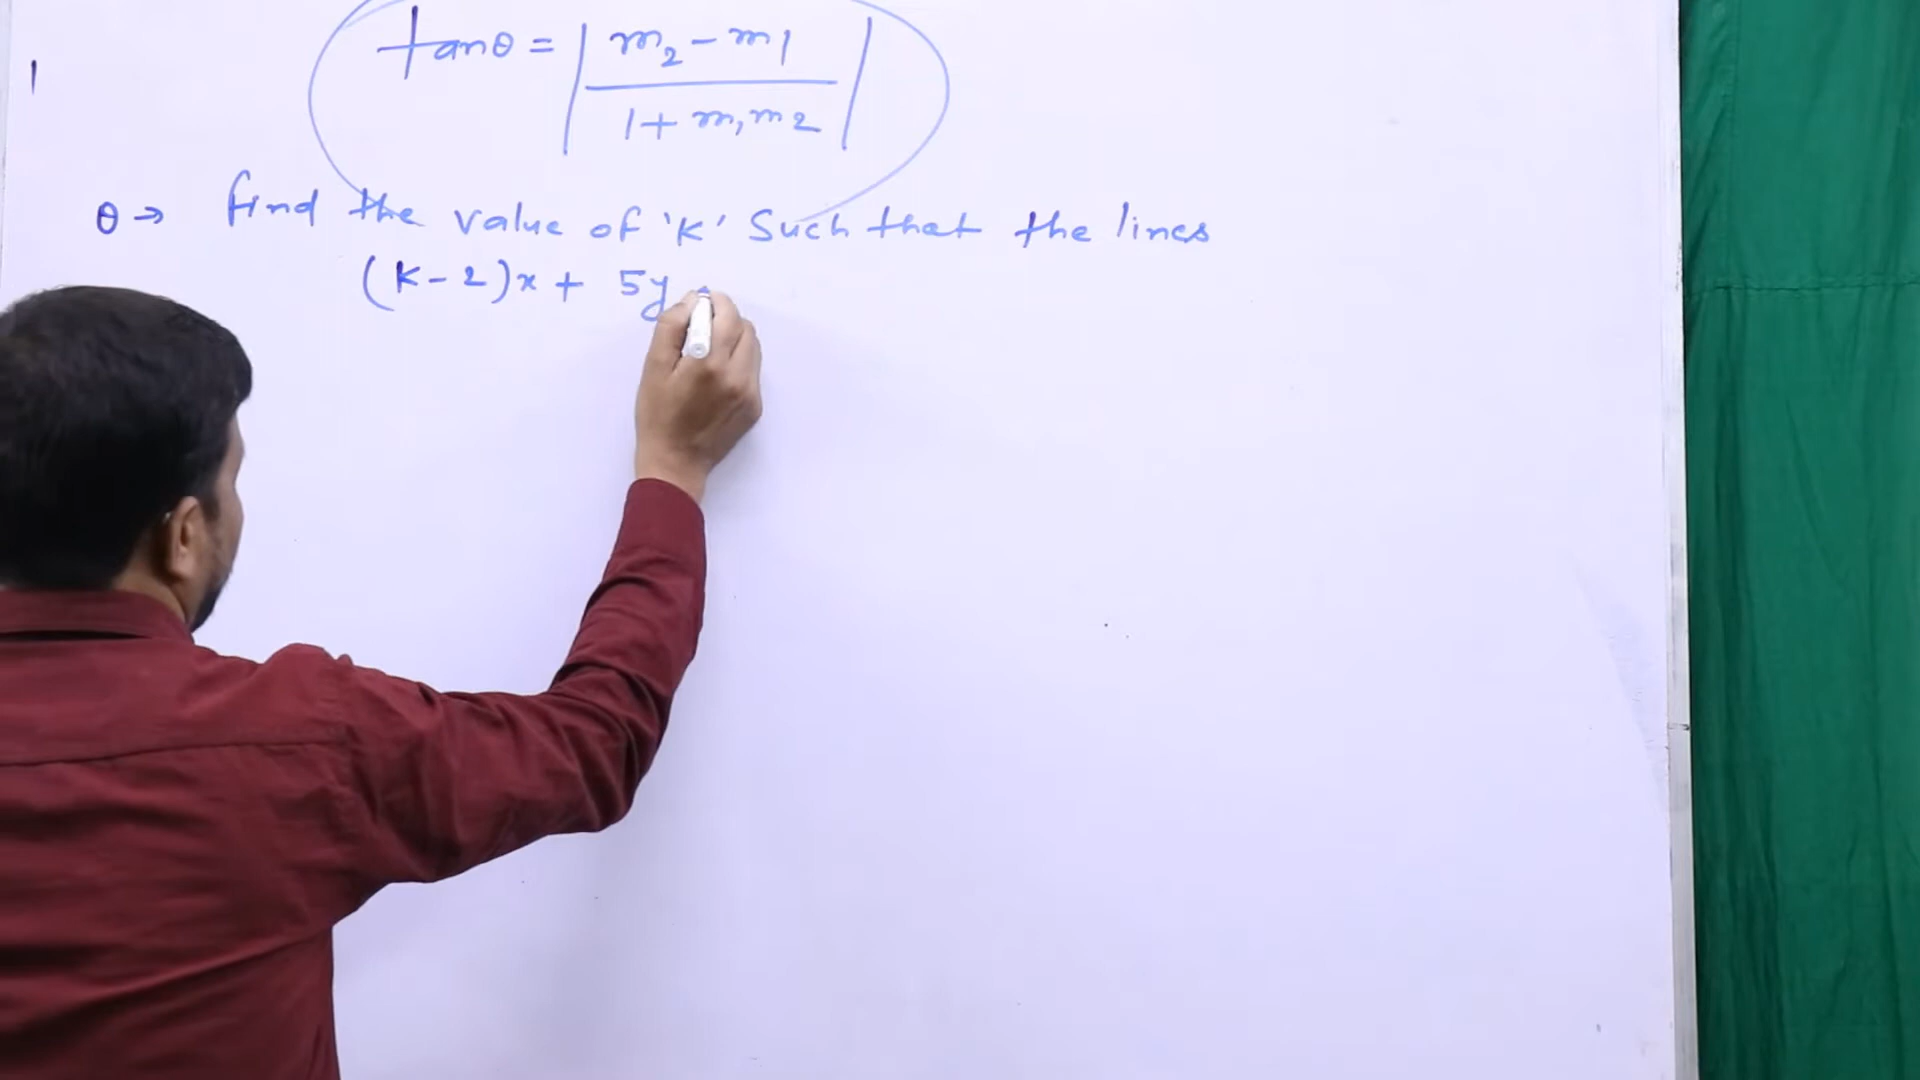 tanθ = | m₂ - m₁ / 1 + m₁m₂ |
θ → find the value of 'K' Such that the lines
(K-2)x + 5y